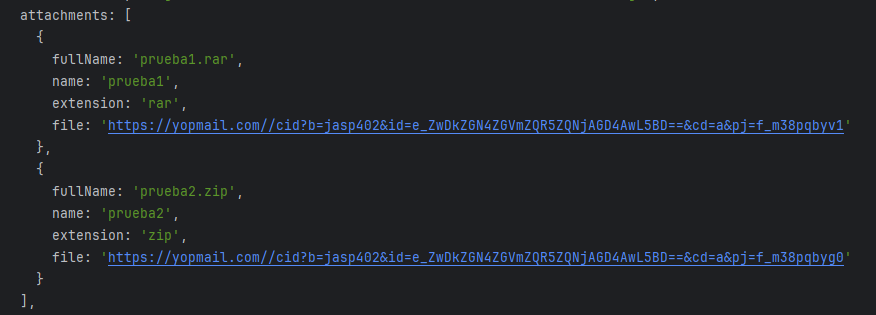 attachments: [
{
fullName: 'prueba1.rar',
name: 'prueba1',
extension: 'rar',
file: 'https://yopmail.com//cid?b=jasp402&id=e_ZwDkZGN4ZGVmZQR5ZQNjAGD4AwL5BD==&cd=a&pj=f_m38pqbyv1'
},
{
fullName: 'prueba2.zip',
name: 'prueba2',
extension: 'zip',
file: 'https://yopmail.com//cid?b=jasp402&id=e_ZwDkZGN4ZGVmZQR5ZQNjAGD4AwL5BD==&cd=a&pj=f_m38pqbyg0'
}
],